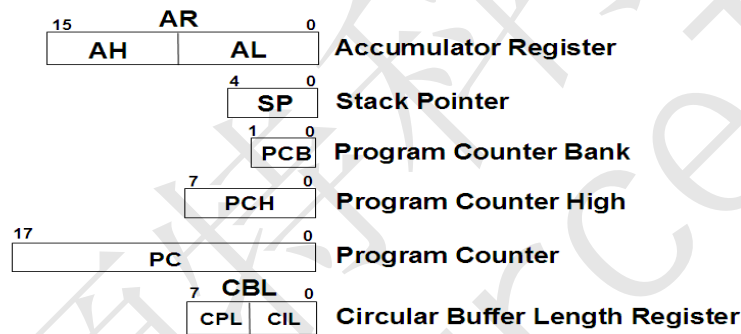 AR
15 0
AH AL Accumulator Register
4 0
SP Stack Pointer
1 0
PCB Program Counter Bank
7 0
PCH Program Counter High
17 0
PC Program Counter
7 CBL 0
CPL CIL Circular Buffer Length Register